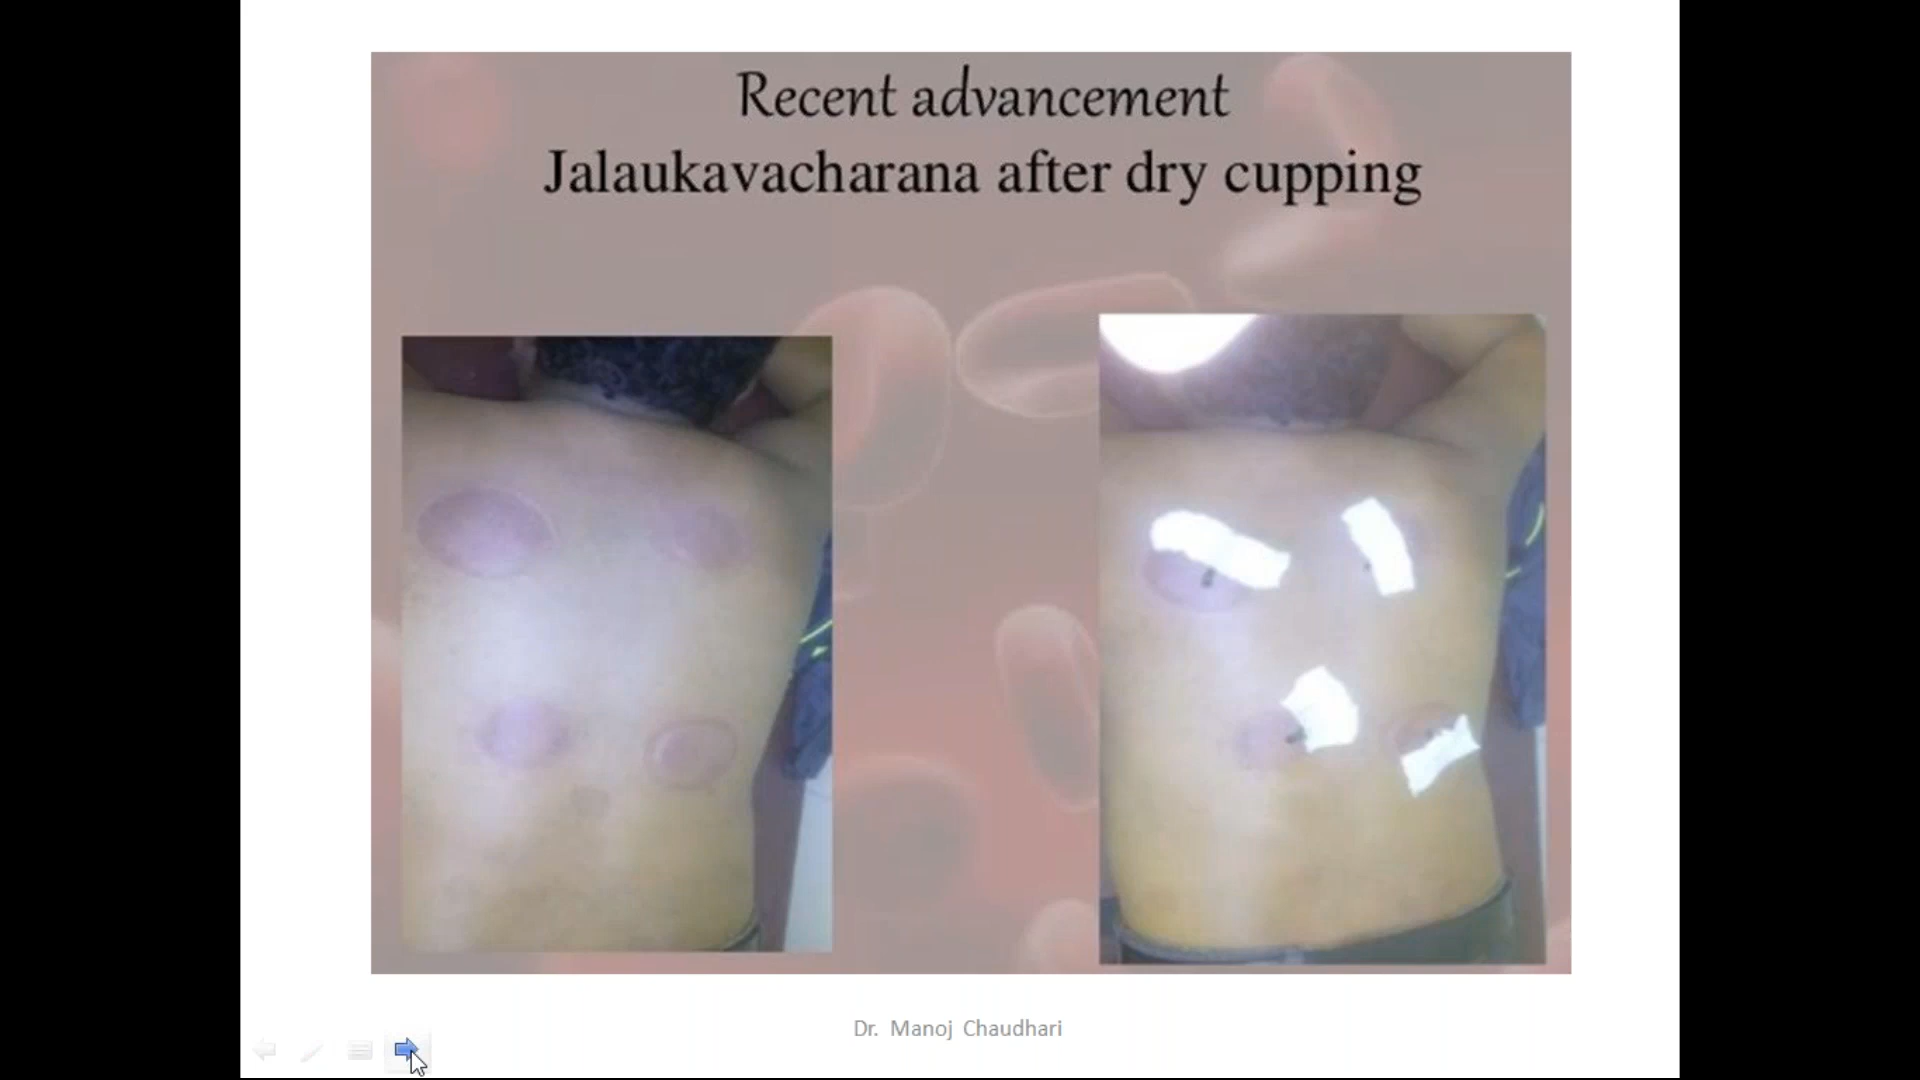 Recent advancement
Jalaukavacharana after dry cupping
Dr. Manoj Chaudhari